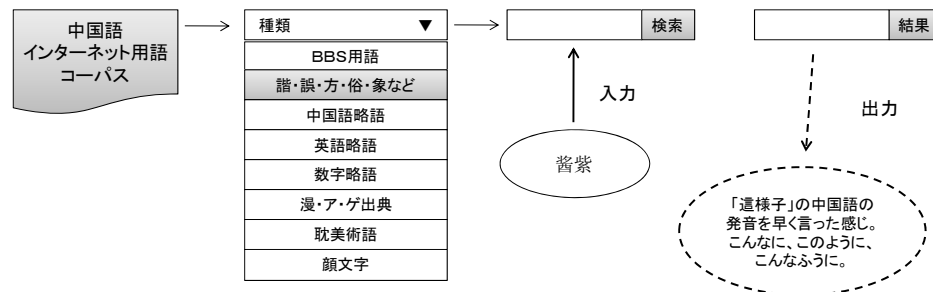 中国語
インターネット用語
コーパス
種類 ▼
BBS用語
諧・誤・方・俗・象など
中国語略語
英語略語
数字略語
漫・ア・ゲ出典
耽美術語
顔文字
検索
入力
酱紫
結果
出力
「這様子」の中国語の
発音を早く言った感じ。
こんなに、このように、
こんなふうに。